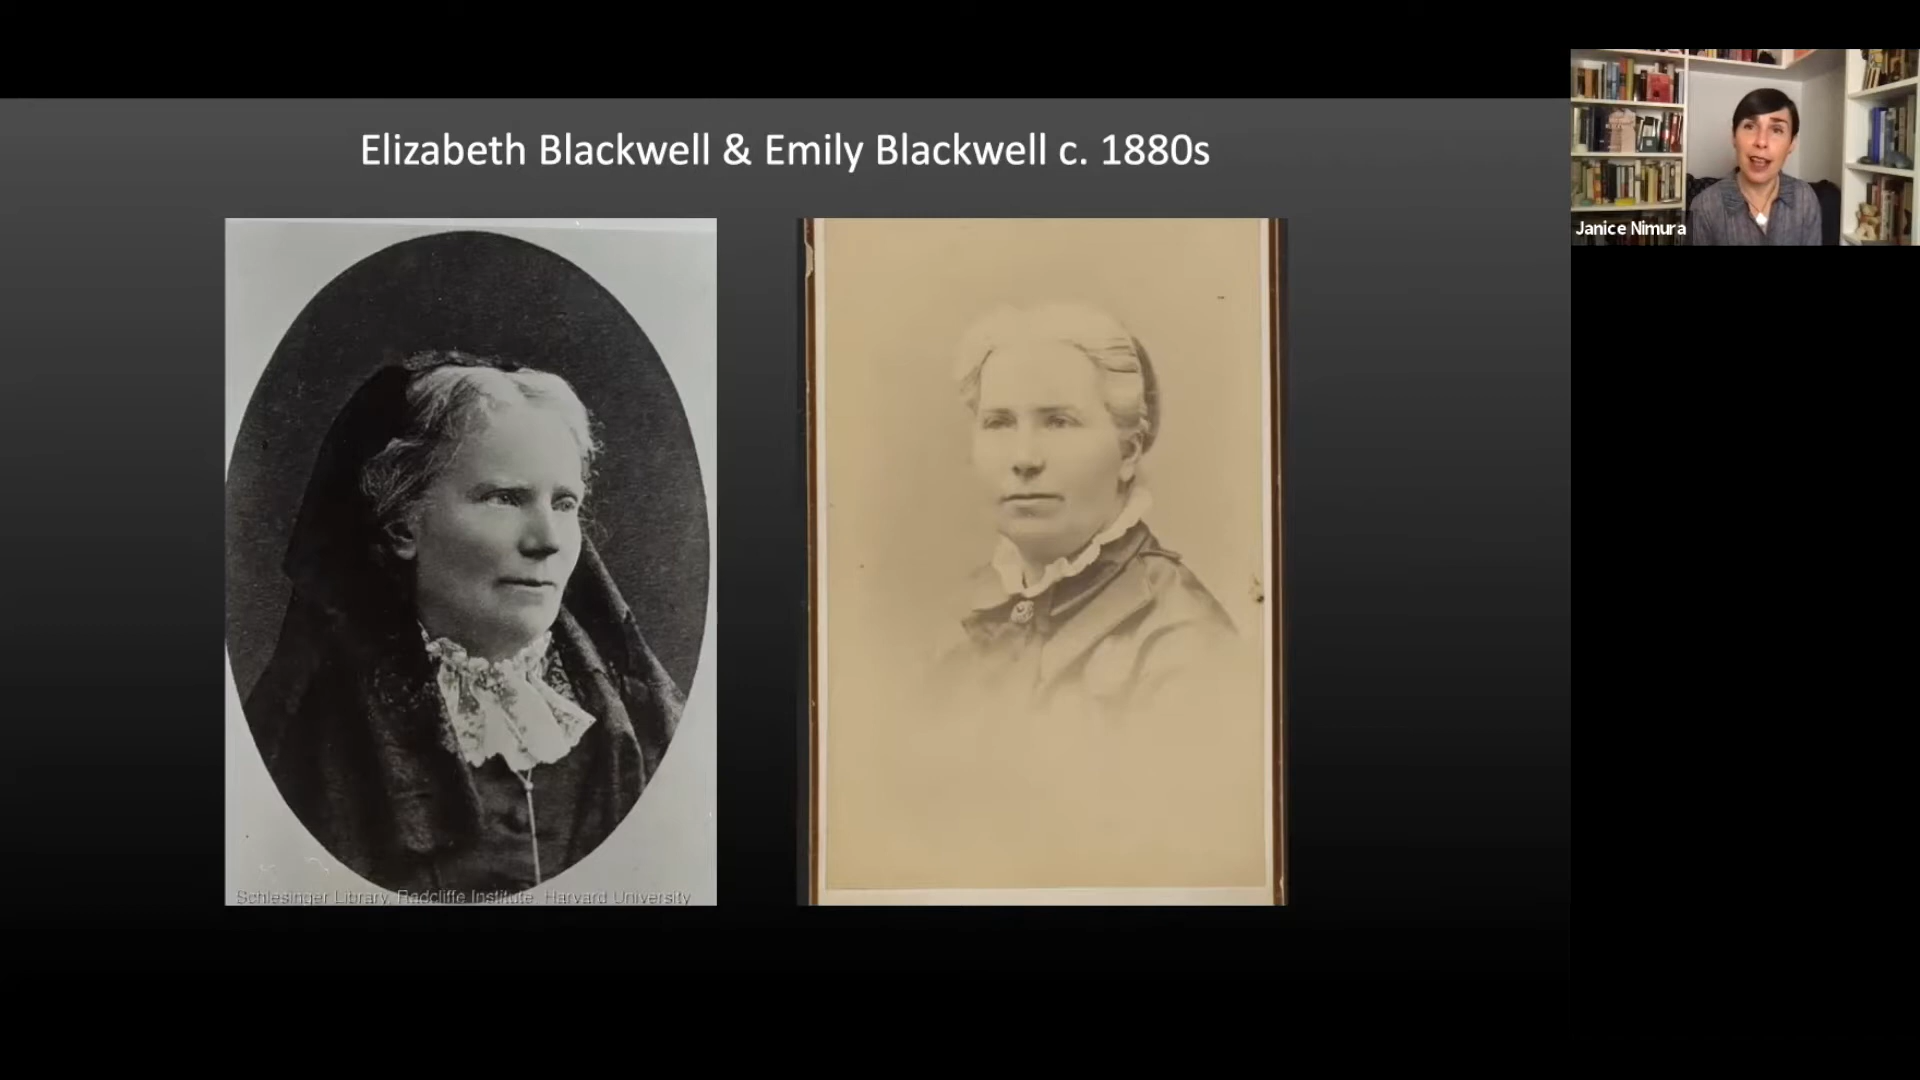 Elizabeth Blackwell & Emily Blackwell c. 1880s
Janice Nimura
Schlesinger Library, Radcliffe Institute, Harvard University